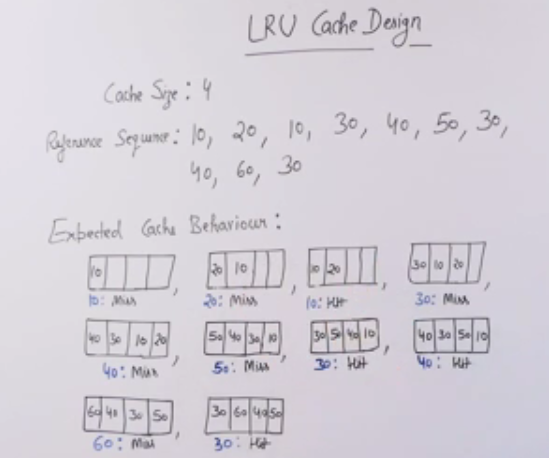 LRU Cache Design
Cache Size: 4
Reference Sequence: 10, 20, 10, 30, 40, 50, 30,
40, 60, 30
Expected Cache Behaviour:
10 , 20 10 , 10 20 , 30 10 20 ,
10: Miss 20: Miss 10: Hit 30: Miss
40 30 10 20 , 50 40 30 10 , 30 50 40 10 , 40 30 50 10
40: Miss 50: Miss 30: Hit 40: Hit
60 40 30 50 , 30 60 40 50
60: Miss 30: Hit